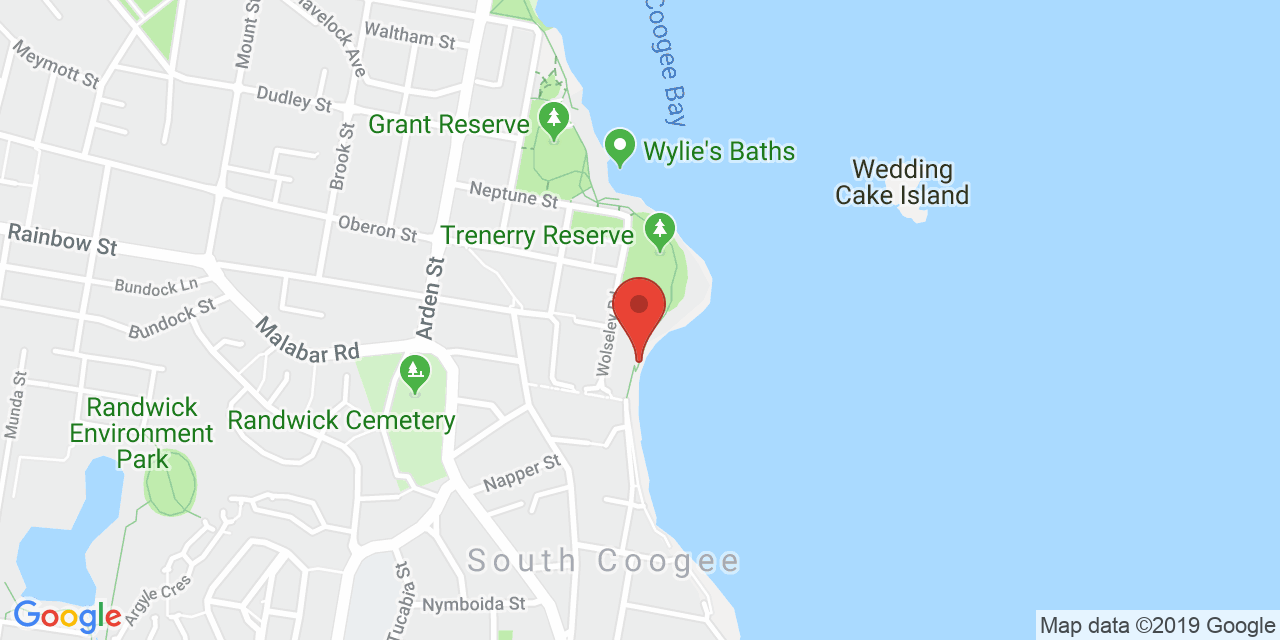 Waltham St
Havelock Ave
Mount St
Meymott St
Dudley St
Coogee Bay
Grant Reserve
Wylie's Baths
Brook St
Wedding
Cake Island
Neptune St
Oberon St
Trenerry Reserve
Rainbow St
Bundock Ln
Bundock St
Arden St
Malabar Rd
Wolseley
Munda St
Randwick
Environment
Park
Randwick Cemetery
Napper St
South Coogee
Argyle Cres
Tucabia St
Nymboida St
Google
Map data ©2019 Google